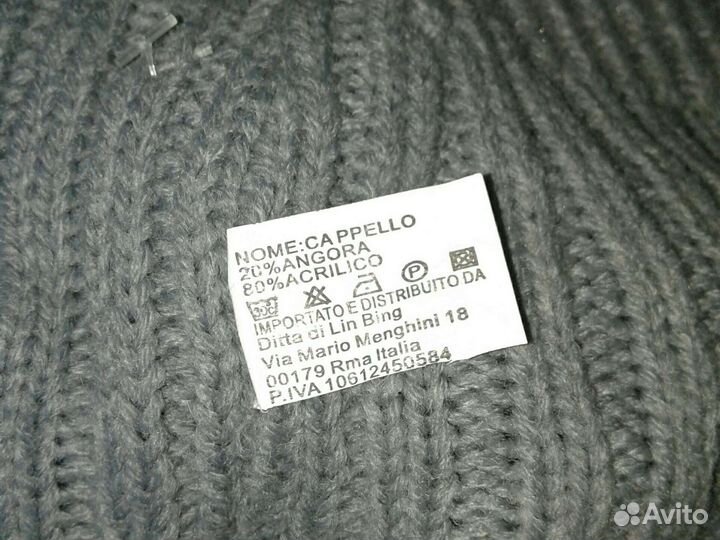 NOME:CAPPELLO
20%ANGORA
80%ACRILICO
IMPORTATO E DISTRIBUITO DA
Ditta di Lin Bing
Via Mario Menghini 18
00179 Rma Italia
P.IVA 10612450584
Avito